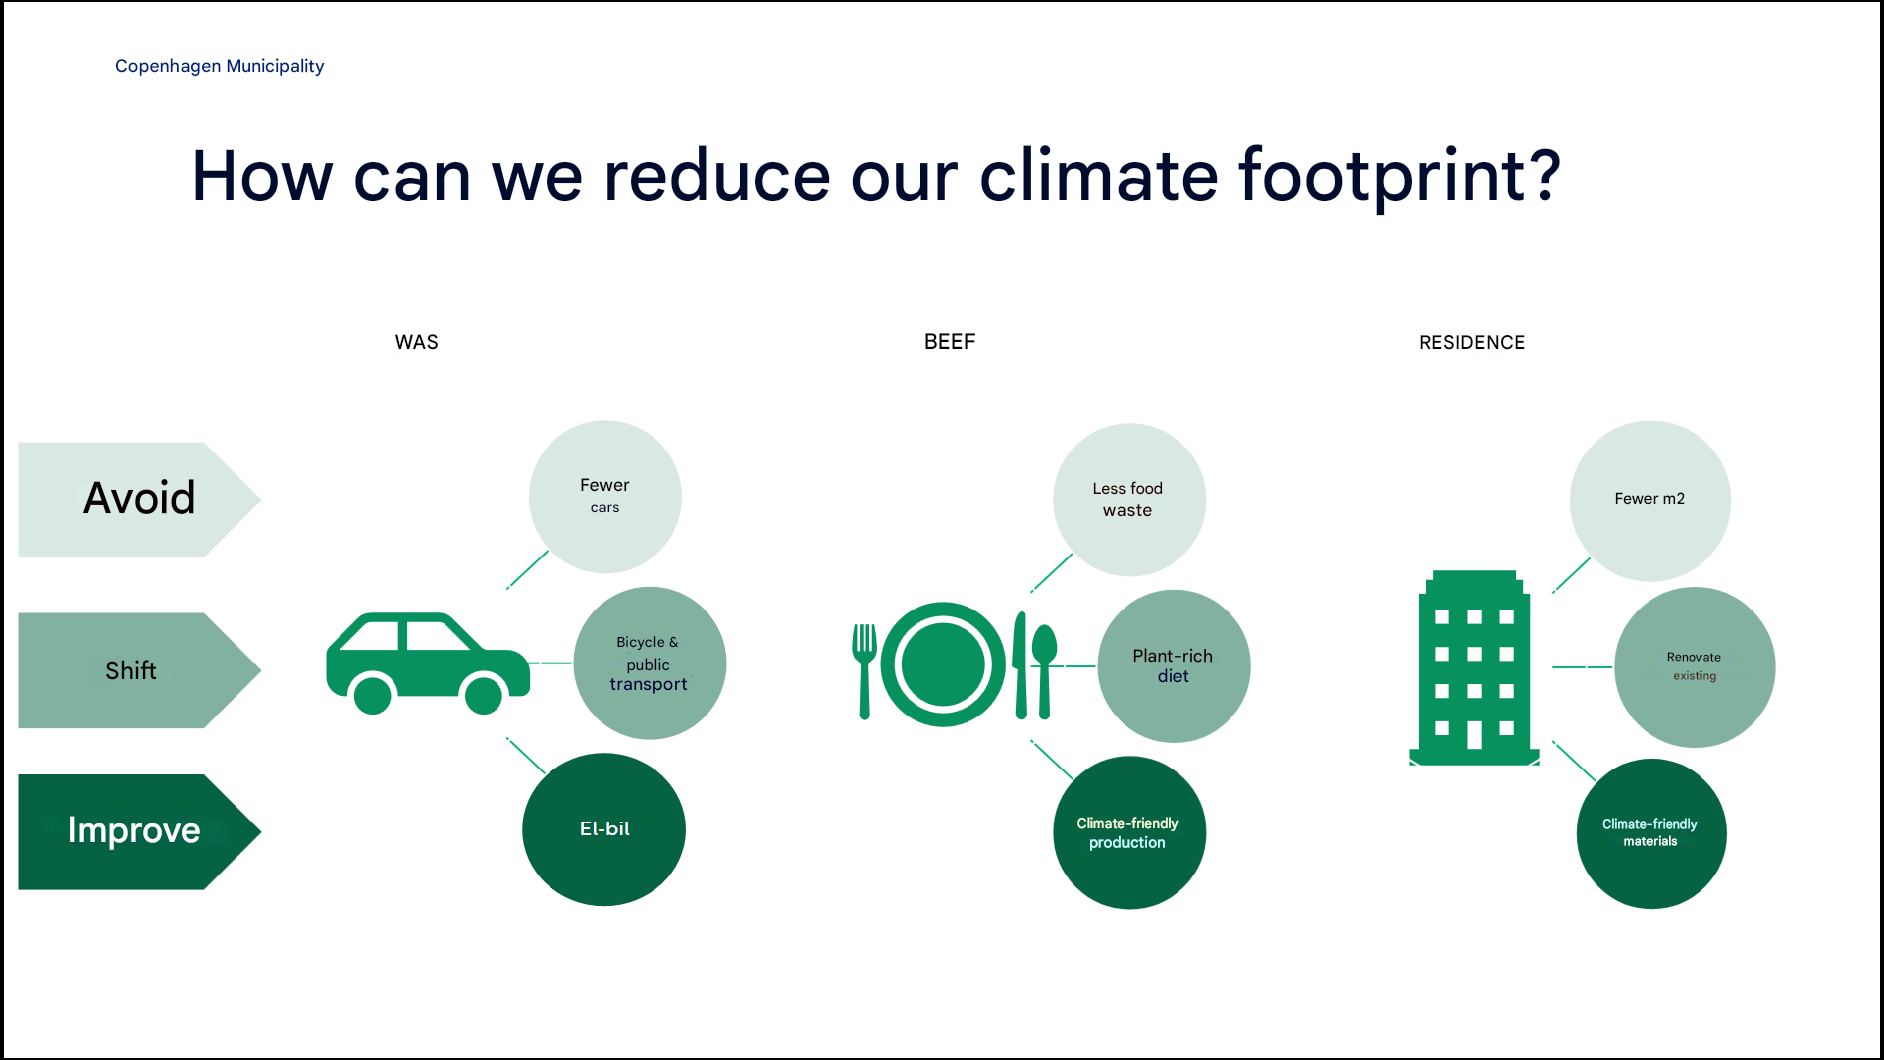 Copenhagen Municipality
How can we reduce our climate footprint?
WAS
BEEF
RESIDENCE
Avoid
Fewer
cars
Less food
waste
Fewer m2
Shift
Bicycle &
public
transport
Plant-rich
diet
Renovate
existing
Improve
El-bil
Climate-friendly
production
Climate-friendly
materials